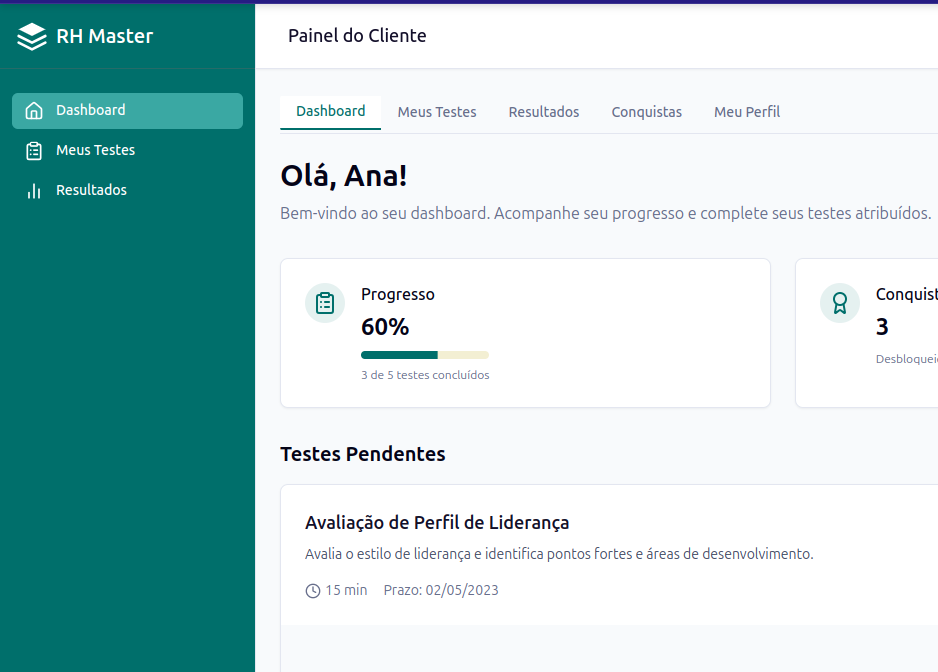 RH Master
Painel do Cliente
Dashboard
Meus Testes
Resultados
Dashboard
Meus Testes
Resultados
Conquistas
Meu Perfil
Olá, Ana!
Bem-vindo ao seu dashboard. Acompanhe seu progresso e complete seus testes atribuídos.
Progresso
60%
3 de 5 testes concluídos
Conquist
3
Desbloquei
Testes Pendentes
Avaliação de Perfil de Liderança
Avalia o estilo de liderança e identifica pontos fortes e áreas de desenvolvimento.
15 min Prazo: 02/05/2023